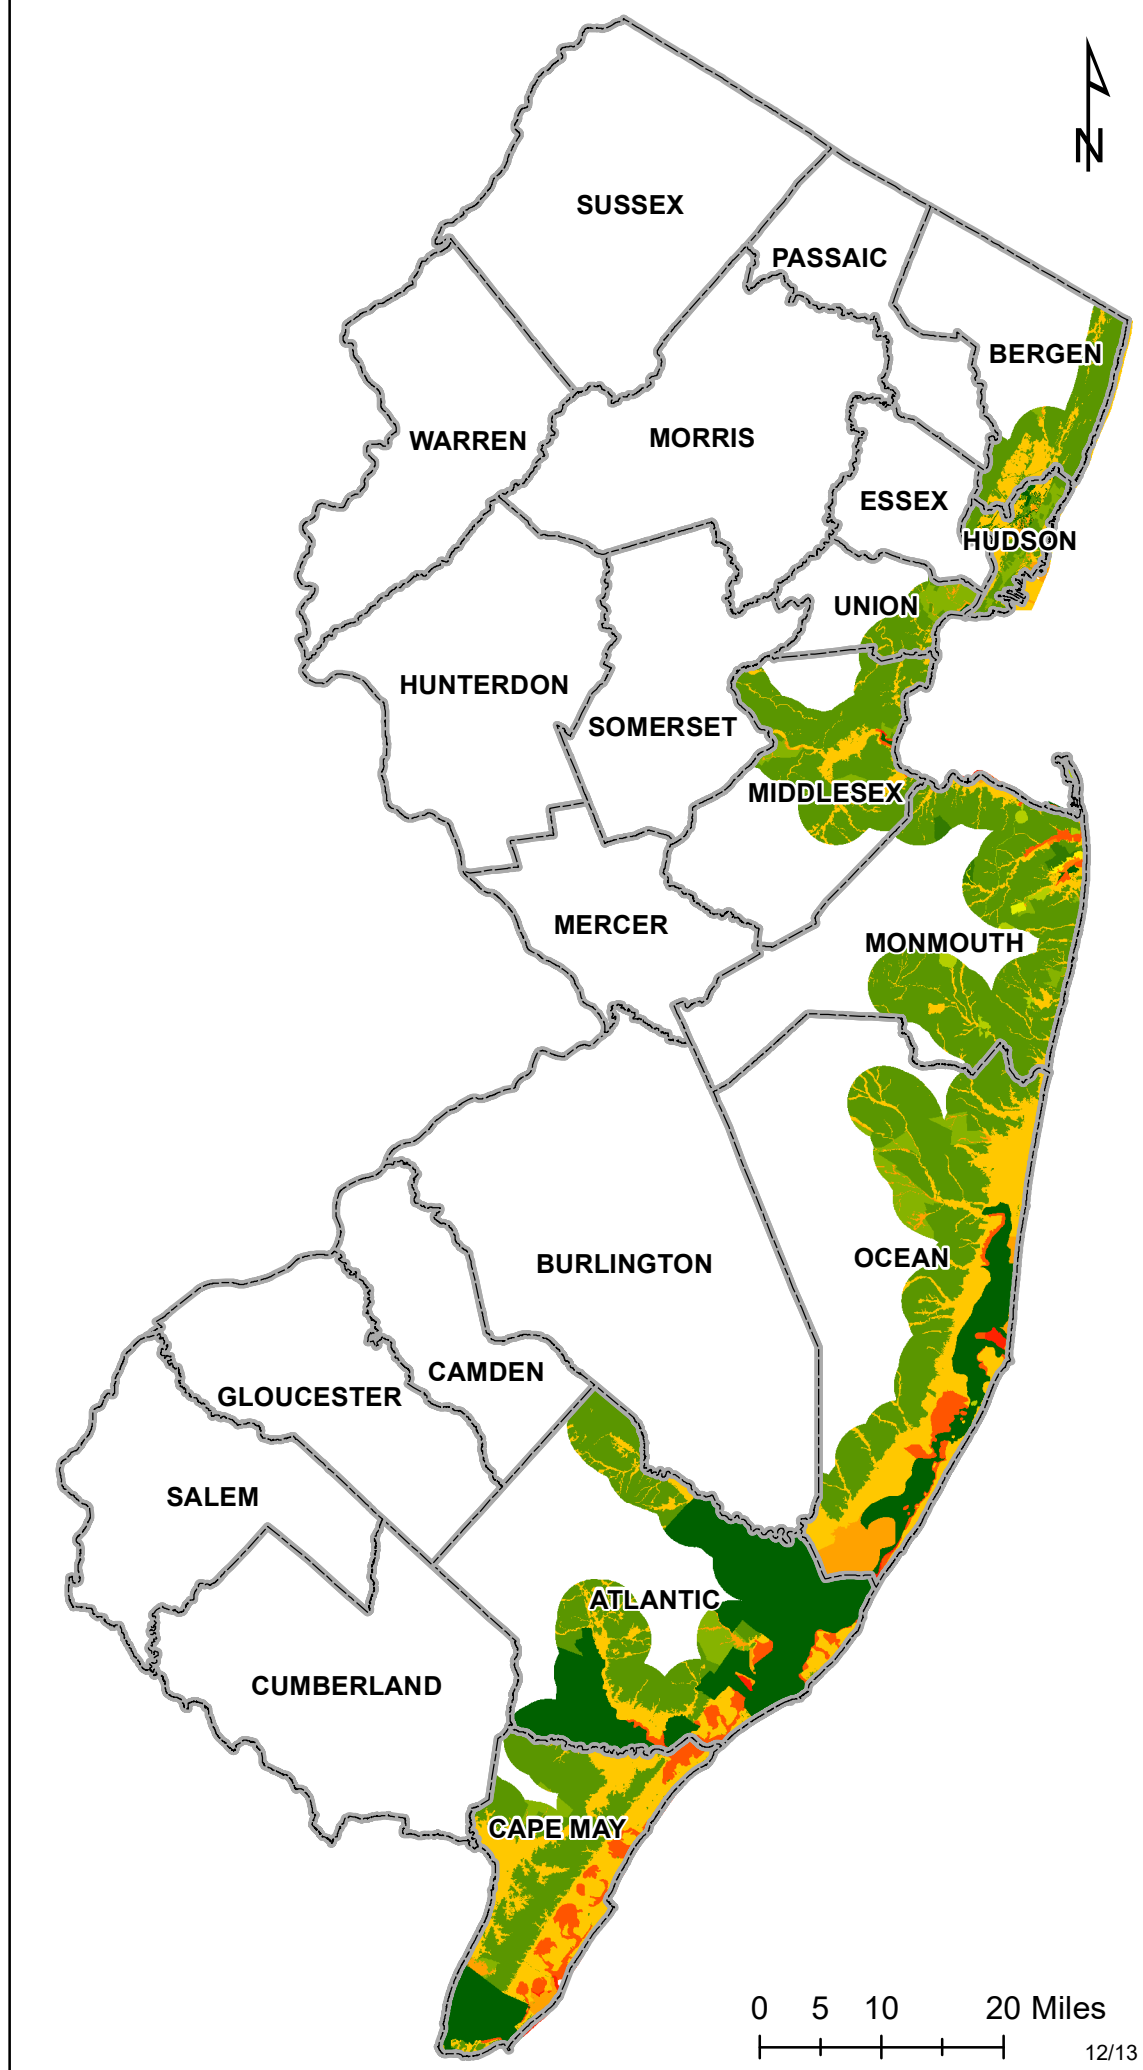 N
SUSSEX
PASSAIC
BERGEN
WARREN
MORRIS
ESSEX
HUDSON
UNION
HUNTERDON
SOMERSET
MIDDLESEX
MERCER
MONMOUTH
OCEAN
BURLINGTON
CAMDEN
GLOUCESTER
SALEM
ATLANTIC
CUMBERLAND
CAPE MAY
0 5 10 20 Miles
12/13